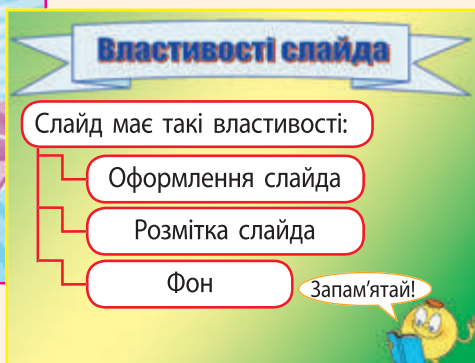 Властивості слайда
Слайд має такі властивості:
Оформлення слайда
Розмітка слайда
Фон
Запам'ятай!